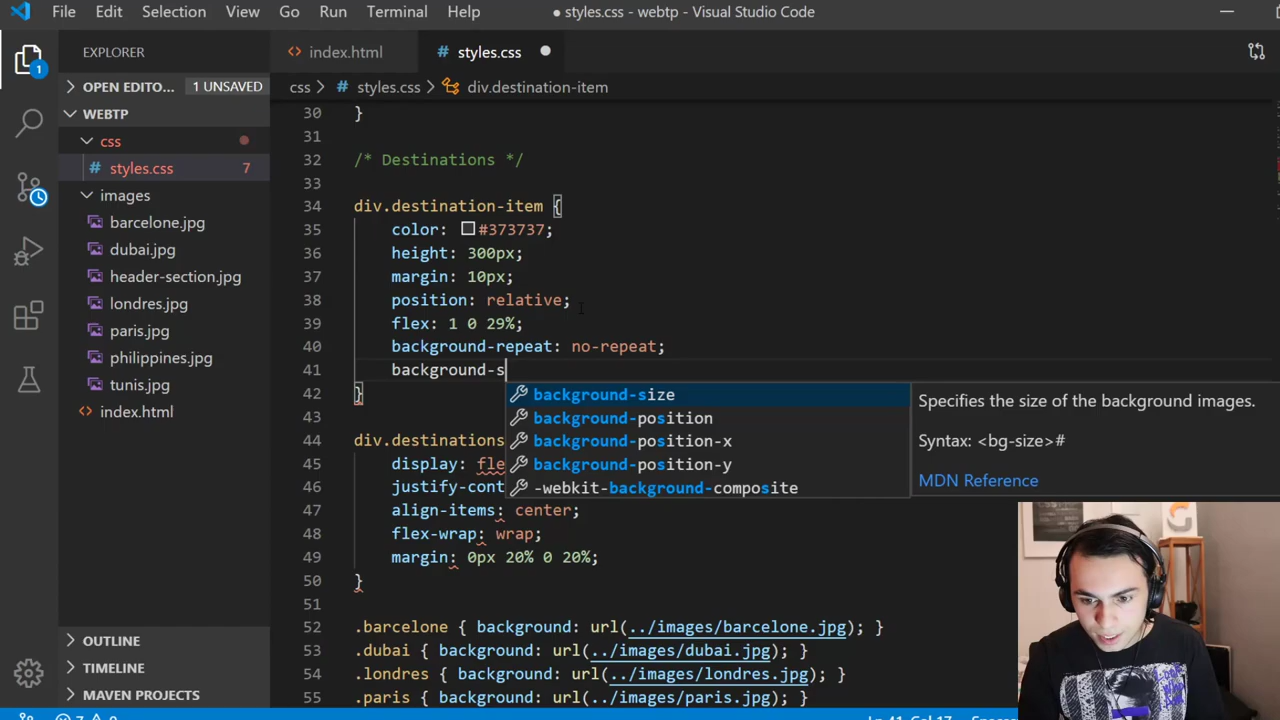 File Edit Selection View Go Run Terminal Help
● styles.css - webtp - Visual Studio Code
EXPLORER
index.html
# styles.css
OPEN EDITO... 1 UNSAVED
css > # styles.css > div.destination-item
WEBTP
css
# styles.css 7
images
barcelone.jpg
dubai.jpg
header-section.jpg
londres.jpg
paris.jpg
philippines.jpg
tunis.jpg
index.html
OUTLINE
TIMELINE
MAVEN PROJECTS
1
30 }
31
32 /* Destinations */
33
34 div.destination-item {
35 color: #373737;
36 height: 300px;
37 margin: 10px;
38 position: relative;
39 flex: 1 0 29%;
40 background-repeat: no-repeat;
41 background-s
42 }
43
44 div.destinations
45 display: fle
46 justify-cont
47 align-items: center;
48 flex-wrap: wrap;
49 margin: 0px 20% 0 20%;
50 }
51
52 .barcelone { background: url(../images/barcelone.jpg); }
53 .dubai { background: url(../images/dubai.jpg); }
54 .londres { background: url(../images/londres.jpg); }
55 .paris { background: url(../images/paris.jpg); }
background-size
background-position
background-position-x
background-position-y
-webkit-background-composite
Specifies the size of the background images.
Syntax: <bg-size>#
MDN Reference